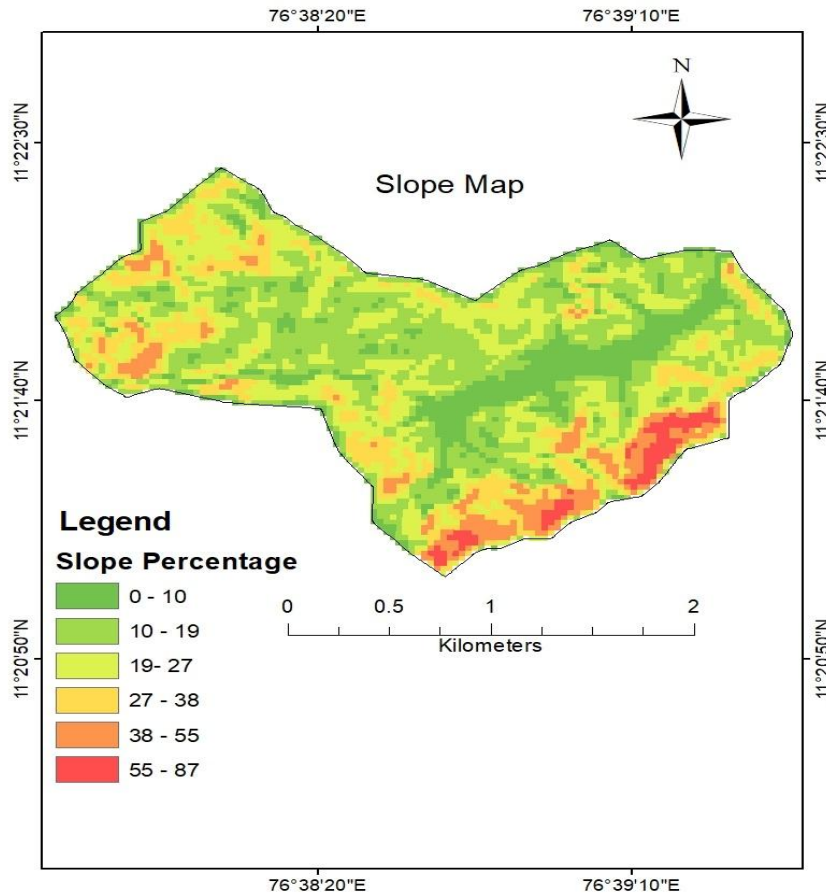 76°38'20"E 76°39'10"E
N
11°22'30"N 11°22'30"N
Slope Map
11°21'40"N 11°21'40"N
Legend
Slope Percentage
0 - 10
10 - 19
19- 27
27 - 38
38 - 55
55 - 87
0 0.5 1 2
Kilometers
11°20'50"N 11°20'50"N
76°38'20"E 76°39'10"E